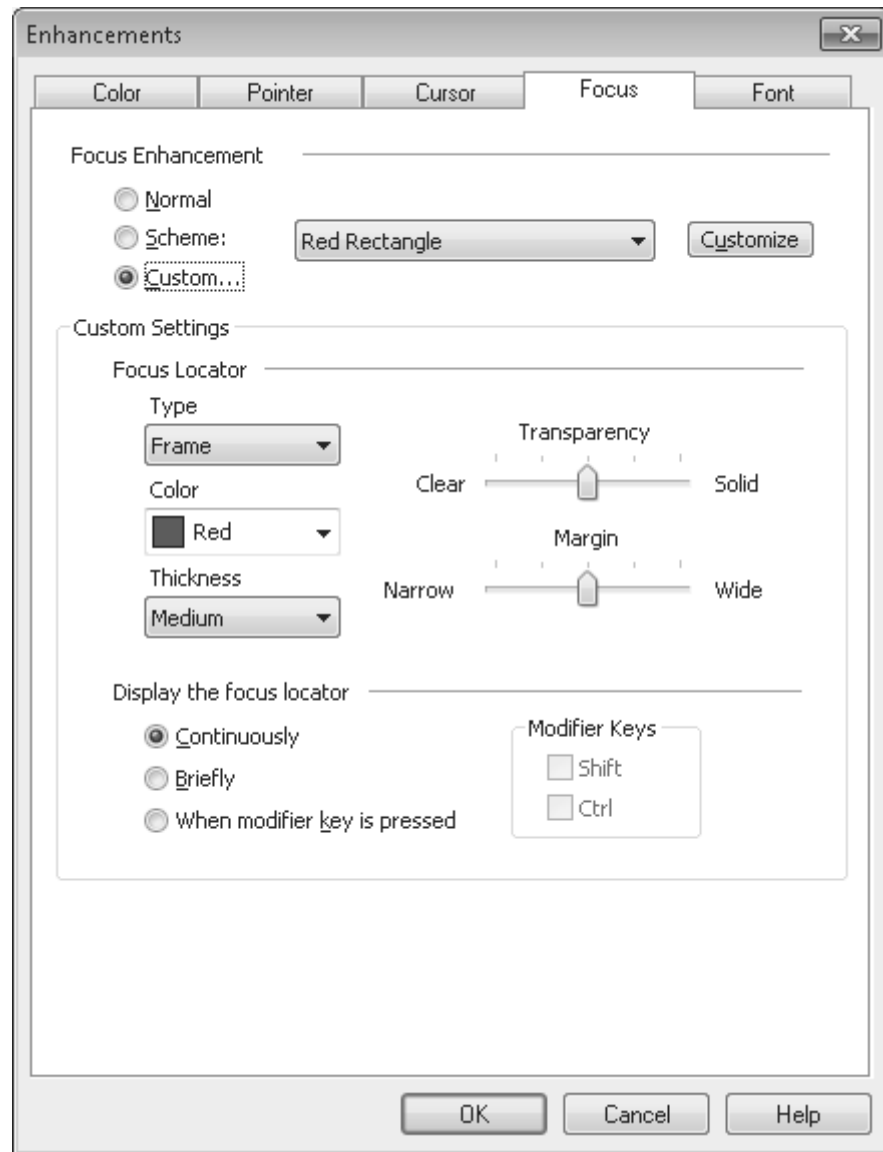 Enhancements
Color Pointer Cursor Focus Font
Focus Enhancement
Normal
Scheme: Red Rectangle Customize
Custom...
Custom Settings
Focus Locator
Type
Frame
Transparency
Clear Solid
Color
Red
Margin
Narrow Wide
Thickness
Medium
Display the focus locator
Continuously
Briefly
When modifier key is pressed
Modifier Keys
Shift
Ctrl
OK Cancel Help